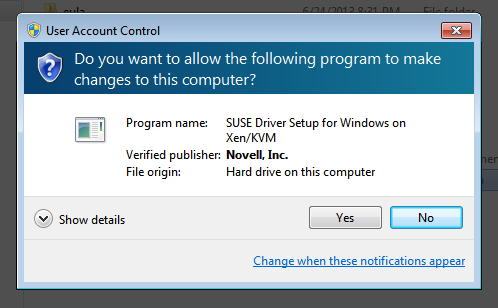 eula
6/24/2013 8:31 PM
File folder
User Account Control
Do you want to allow the following program to make
changes to this computer?
Program name: SUSE Driver Setup for Windows on
Xen/KVM
Verified publisher: Novell, Inc.
File origin: Hard drive on this computer
Show details
Yes
No
Change when these notifications appear